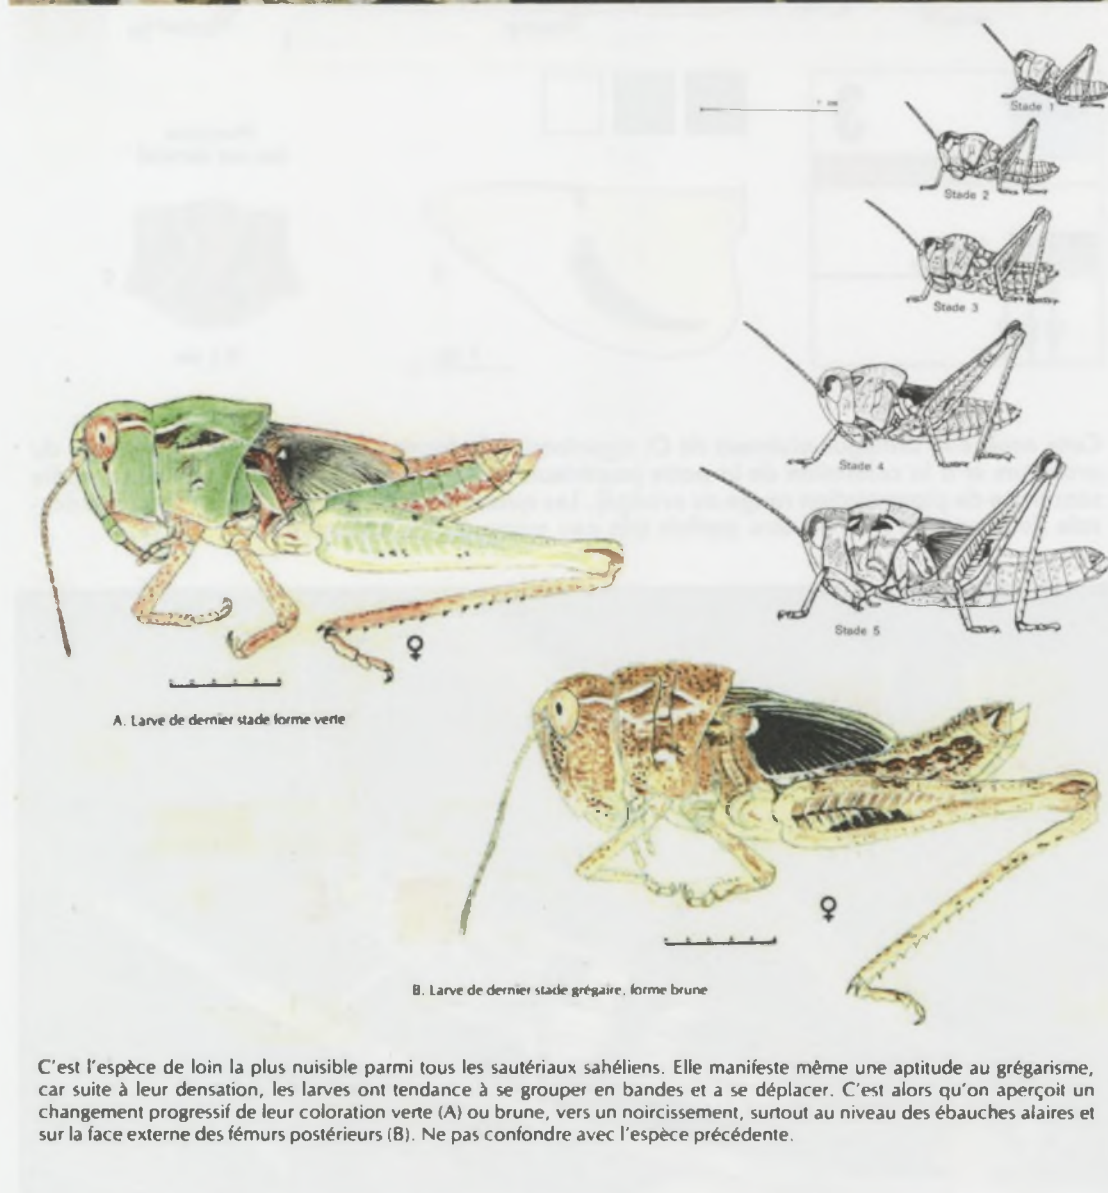 Stade 1
Stade 2
Stade 3
Stade 4
Stade 5
♀
A. Larve de dernier stade forme verte
♀
B. Larve de dernier stade grégaire, forme brune
C'est l'espèce de loin la plus nuisible parmi tous les sautériaux sahéliens. Elle manifeste même une aptitude au grégarisme,
car suite à leur densation, les larves ont tendance à se grouper en bandes et a se déplacer. C'est alors qu'on aperçoit un
changement progressif de leur coloration verte (A) ou brune, vers un noircissement, surtout au niveau des ébauches alaires et
sur la face externe des fémurs postérieurs (B). Ne pas confondre avec l'espèce précédente.